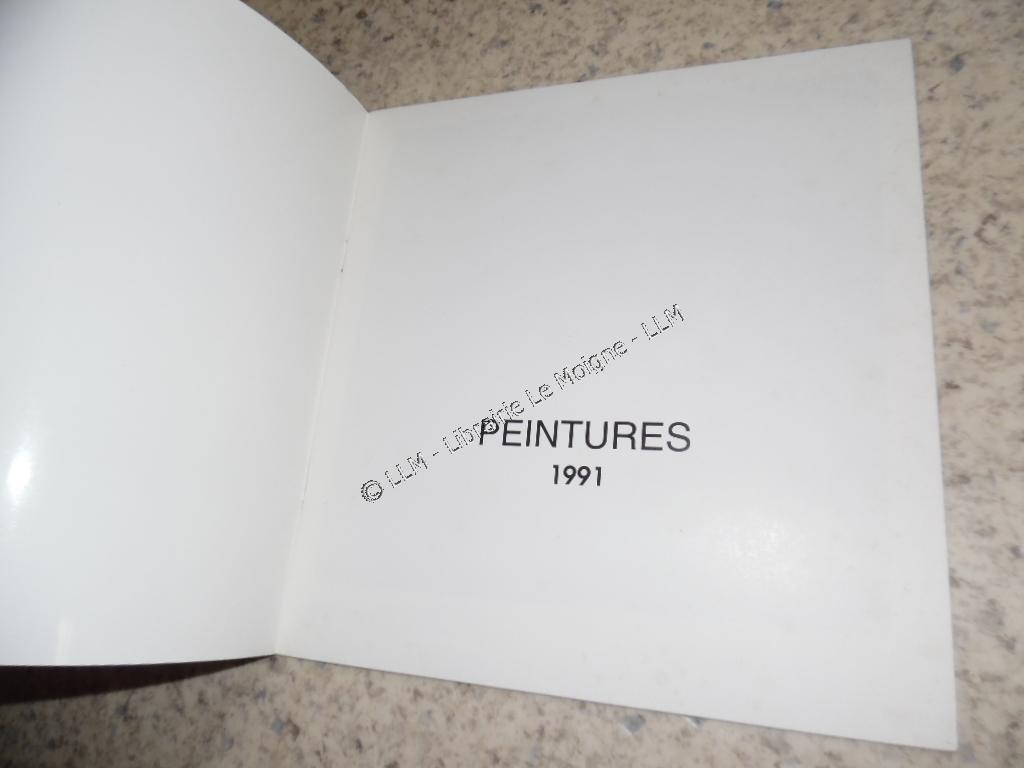 © LLM - Librairie Le Moigne - LLM
PEINTURES
1991